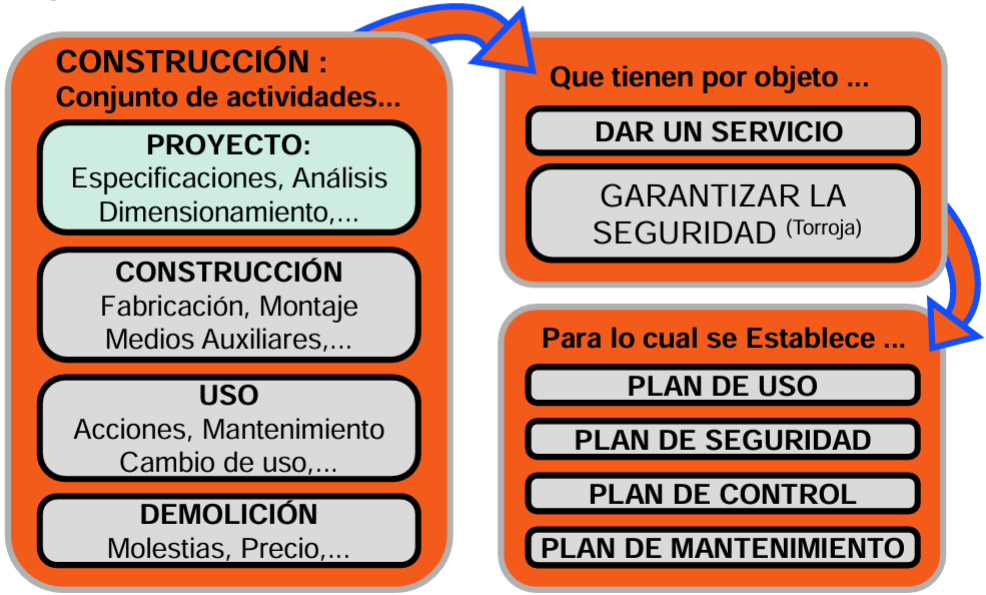 CONSTRUCCIÓN :
Conjunto de actividades...
PROYECTO:
Especificaciones, Análisis
Dimensionamiento,...
CONSTRUCCIÓN
Fabricación, Montaje
Medios Auxiliares,...
USO
Acciones, Mantenimiento
Cambio de uso,...
DEMOLICIÓN
Molestias, Precio,...
Que tienen por objeto ...
DAR UN SERVICIO
GARANTIZAR LA
SEGURIDAD (Torroja)
Para lo cual se Establece ...
PLAN DE USO
PLAN DE SEGURIDAD
PLAN DE CONTROL
PLAN DE MANTENIMIENTO